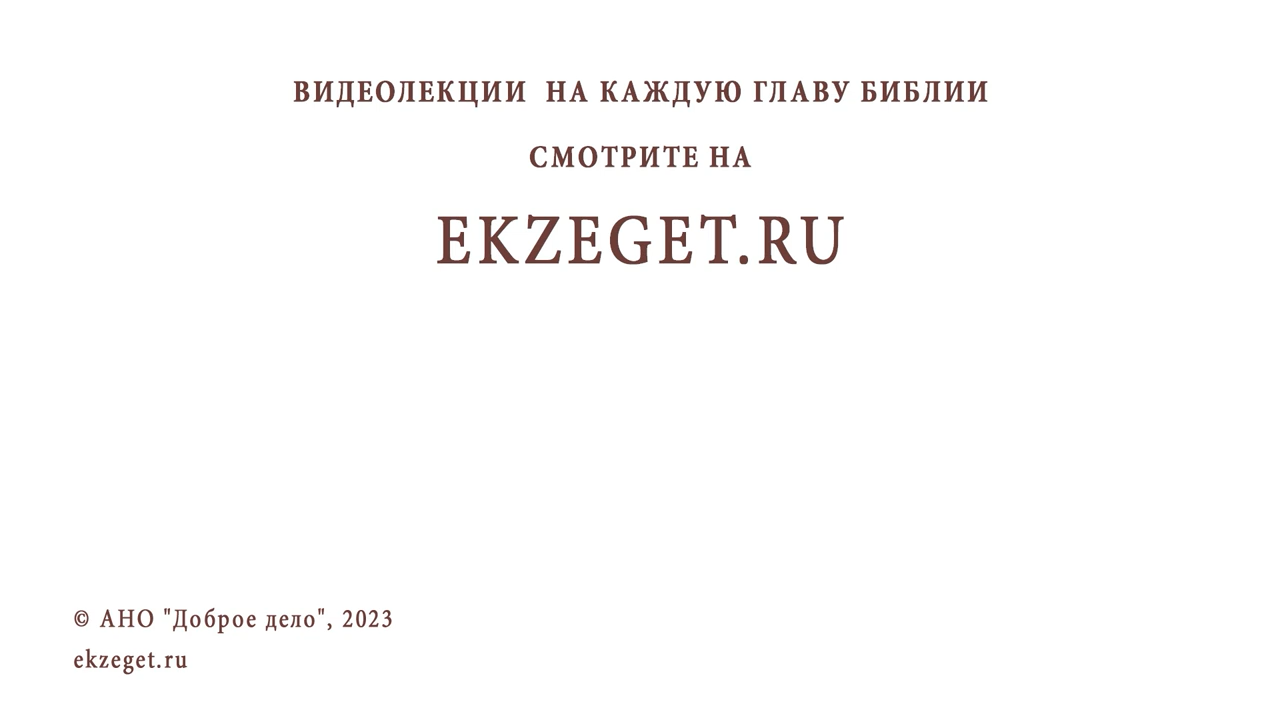 ВИДЕОЛЕКЦИИ НА КАЖДУЮ ГЛАВУ БИБЛИИ
СМОТРИТЕ НА
EKZEGET.RU
© АНО "Доброе дело", 2023
ekzeget.ru